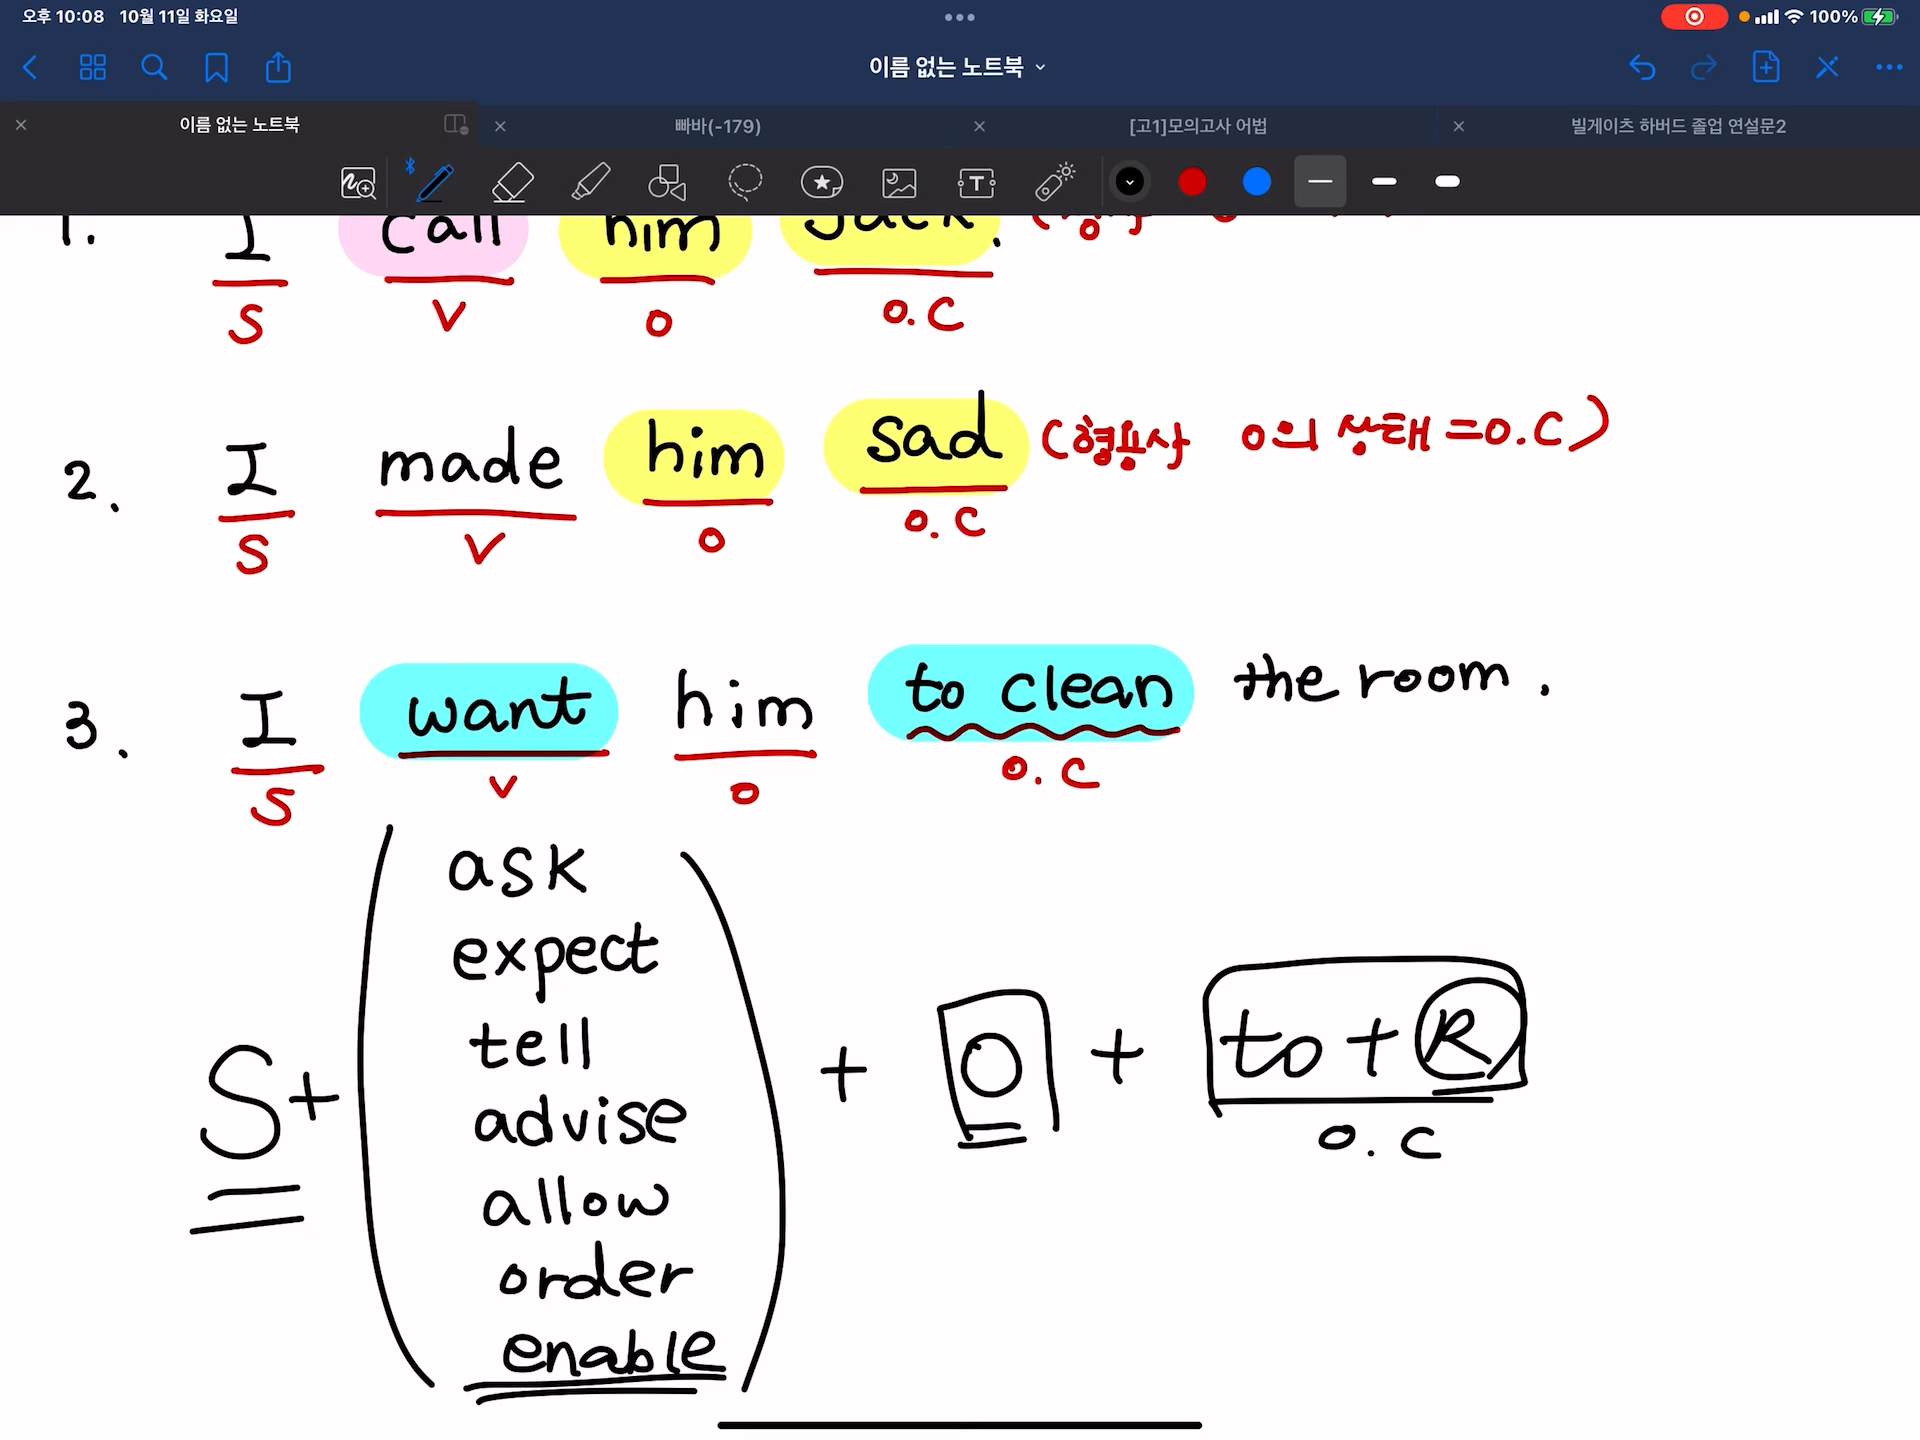 오후 10:08 10월 11일 화요일
100%
이름 없는 노트북
이름 없는 노트북
빠바(-179)
[고1]모의고사 어법
빌게이츠 하버드 졸업 연설문2
1. I call him Jack.
S V O O.C
2. I made him sad (형용사 O의 상태=O.C)
S V O O.C
3. I want him to clean the room.
S V O O.C
ask
expect
tell
advise
allow
order
enable
S+ + O + to+R
O.C